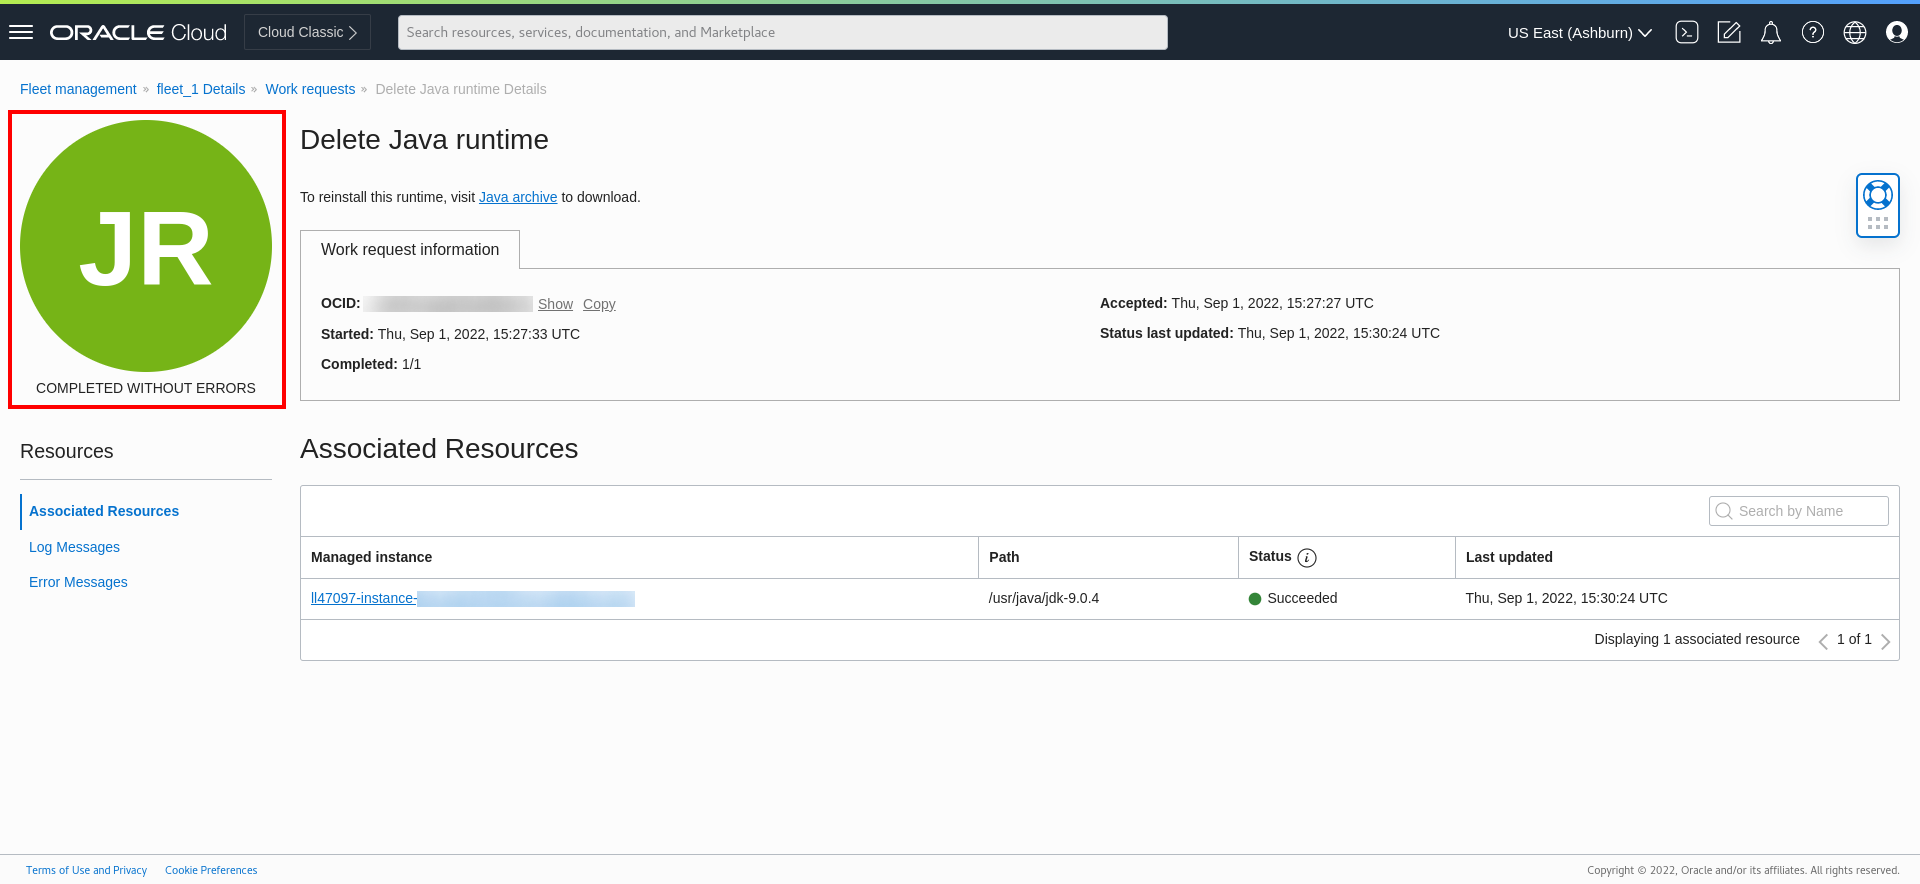 ORACLE Cloud
Cloud Classic
Search resources, services, documentation, and Marketplace
US East (Ashburn)
Fleet management » fleet_1 Details » Work requests » Delete Java runtime Details
JR
COMPLETED WITHOUT ERRORS
Delete Java runtime
To reinstall this runtime, visit Java archive to download.
Work request information
OCID: Show Copy
Started: Thu, Sep 1, 2022, 15:27:33 UTC
Completed: 1/1
Accepted: Thu, Sep 1, 2022, 15:27:27 UTC
Status last updated: Thu, Sep 1, 2022, 15:30:24 UTC
Resources
Associated Resources
Log Messages
Error Messages
Associated Resources
Search by Name
Managed instance Path Status i Last updated
ll47097-instance- /usr/java/jdk-9.0.4 Succeeded Thu, Sep 1, 2022, 15:30:24 UTC
Displaying 1 associated resource 1 of 1
Terms of Use and Privacy Cookie Preferences
Copyright © 2022, Oracle and/or its affiliates. All rights reserved.